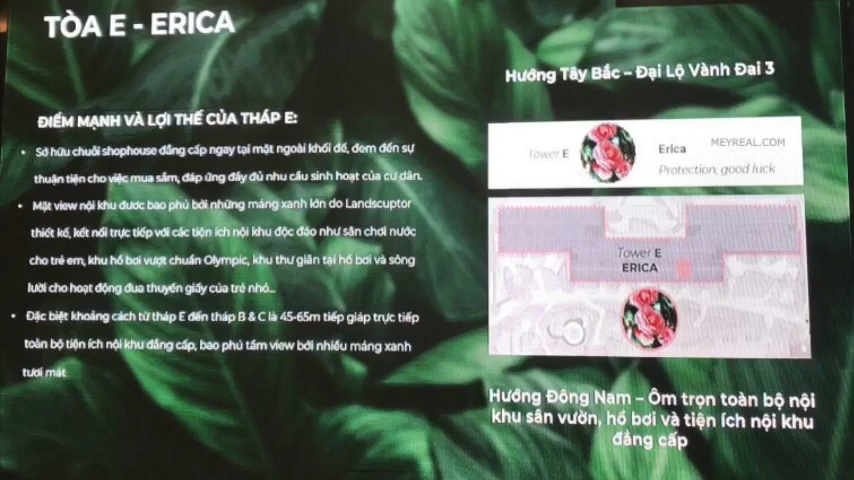 TÒA E - ERICA
ĐIỂM MẠNH VÀ LỢI THẾ CỦA THÁP E:
• Sở hữu chuỗi shophouse đẳng cấp ngay tại mặt ngoài khối đế, đem đến sự
thuận tiện cho việc mua sắm, đáp ứng đầy đủ nhu cầu sinh hoạt của cư dân.
• Mặt view nội khu được bao phủ bởi những mảng xanh lớn do Landscuptor
thiết kế, kết nối trực tiếp với các tiện ích nội khu độc đáo như sân chơi nước
cho trẻ em, khu hồ bơi vượt chuẩn Olympic, khu thư giãn tại hồ bơi và sông
lười cho hoạt động đua thuyền giấy của trẻ nhỏ...
• Đặc biệt khoảng cách từ tháp E đến tháp B & C là 45-65m tiếp giáp trực tiếp
toàn bộ tiện ích nội khu đẳng cấp, bao phủ tầm view bởi nhiều mảng xanh
tươi mát
Hướng Tây Bắc – Đại Lộ Vành Đai 3
Tower E
Erica
MEYREAL.COM
Protection, good luck
Tower E
ERICA
Hướng Đông Nam – Ôm trọn toàn bộ nội
khu sân vườn, hồ bơi và tiện ích nội khu
đẳng cấp